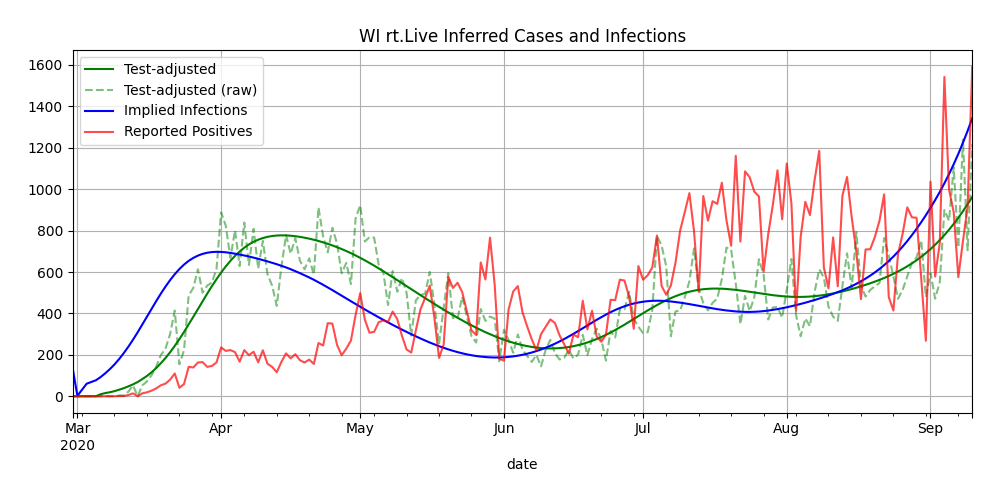 WI rt.Live Inferred Cases and Infections
Test-adjusted
Test-adjusted (raw)
Implied Infections
Reported Positives
1600
1400
1200
1000
800
600
400
200
0
Mar Apr May Jun Jul Aug Sep
2020
date